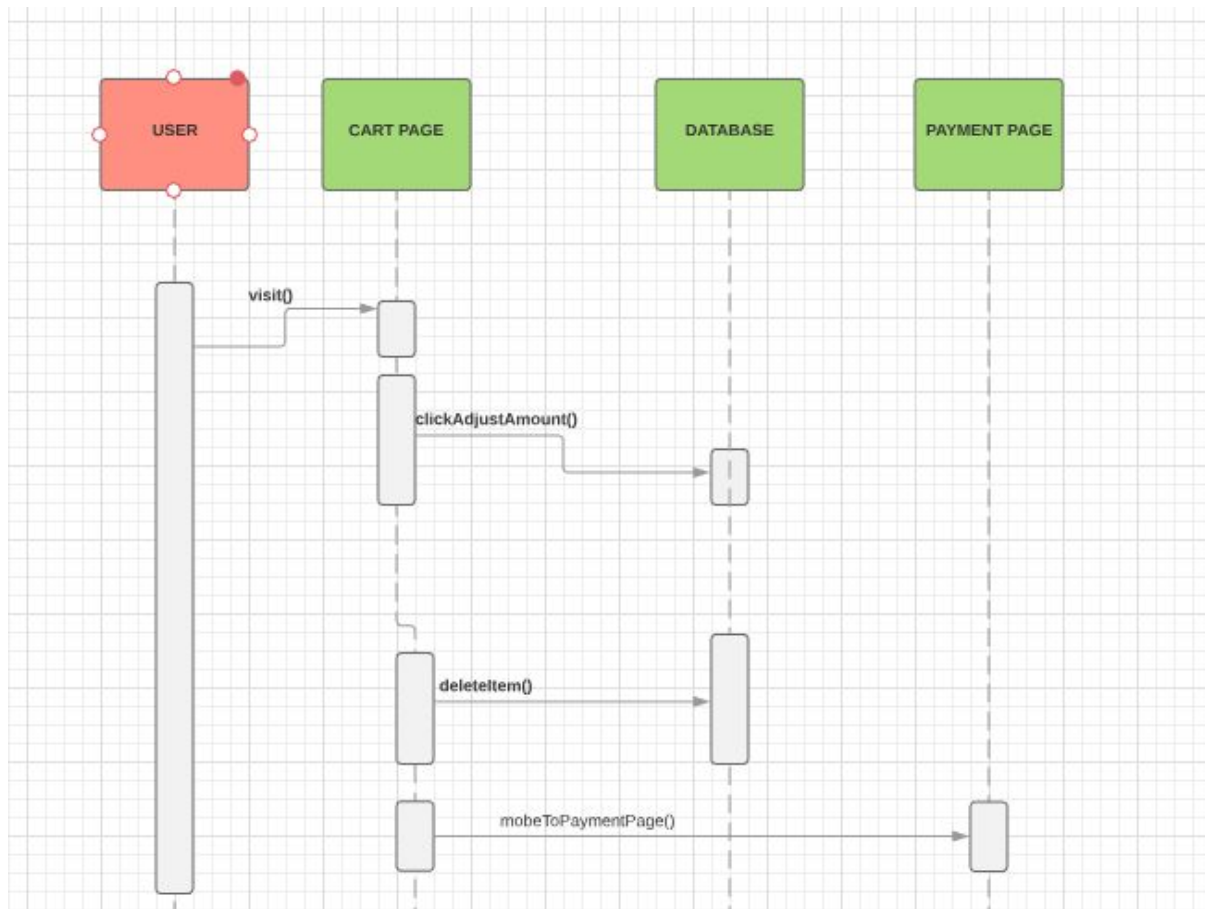 USER
CART PAGE
DATABASE
PAYMENT PAGE
visit()
clickAdjustAmount()
deleteItem()
mobeToPaymentPage()